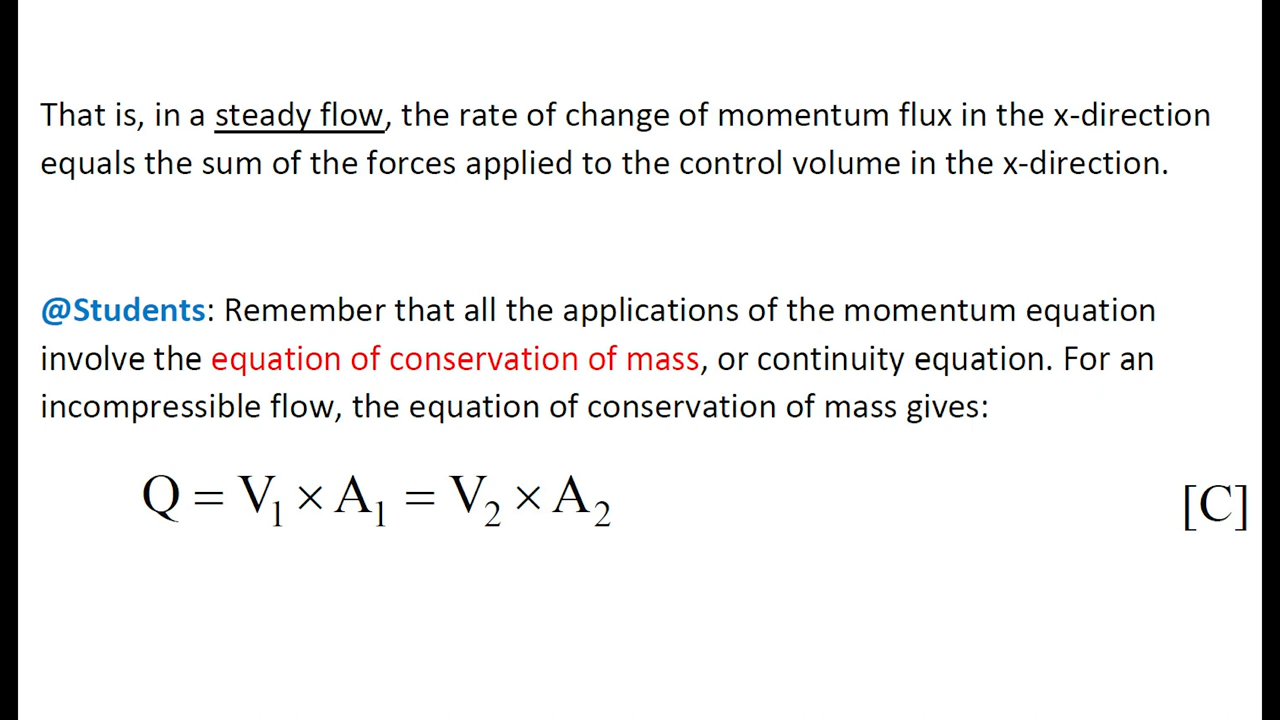 That is, in a steady flow, the rate of change of momentum flux in the x-direction
equals the sum of the forces applied to the control volume in the x-direction.
@Students: Remember that all the applications of the momentum equation
involve the equation of conservation of mass, or continuity equation. For an
incompressible flow, the equation of conservation of mass gives:
Q = V₁ × A₁ = V₂ × A₂ [C]